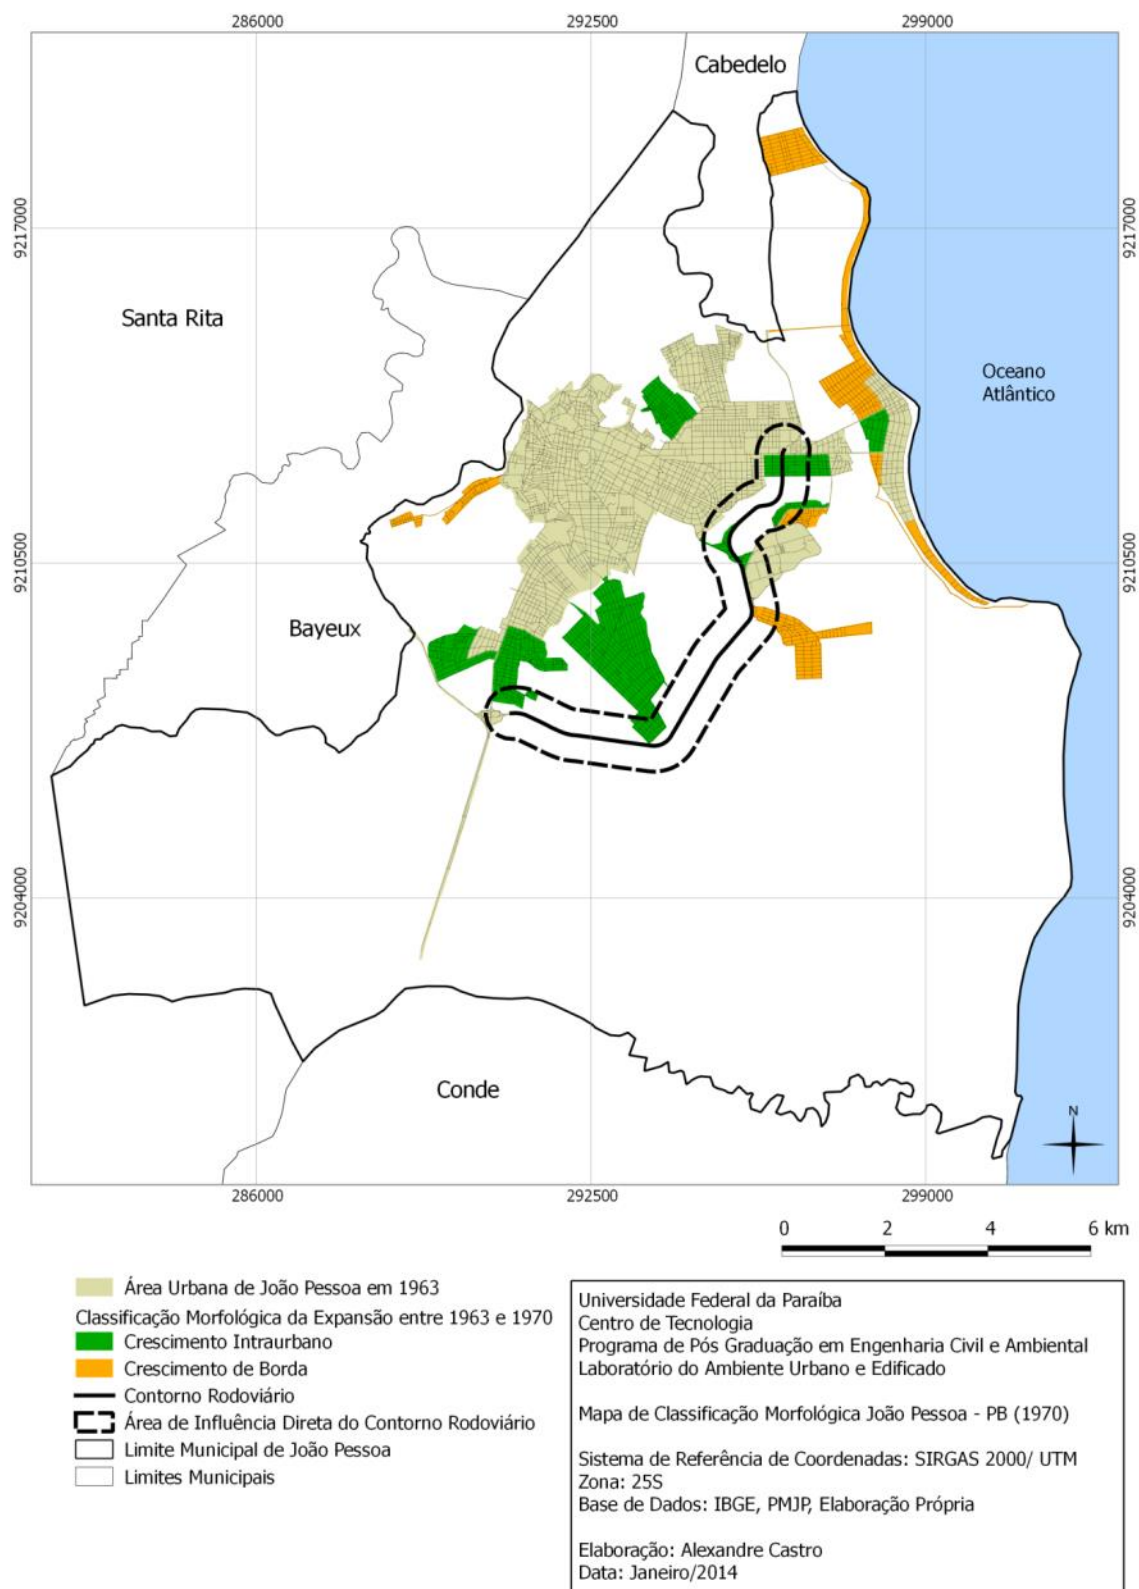 286000
292500
299000
Cabedelo
9217000
9217000
Santa Rita
Oceano
Atlântico
9210500
9210500
Bayeux
9204000
9204000
Conde
N
286000
292500
299000
0
2
4
6 km
Área Urbana de João Pessoa em 1963
Classificação Morfológica da Expansão entre 1963 e 1970
Crescimento Intraurbano
Crescimento de Borda
Contorno Rodoviário
Área de Influência Direta do Contorno Rodoviário
Limite Municipal de João Pessoa
Limites Municipais
Universidade Federal da Paraíba
Centro de Tecnologia
Programa de Pós Graduação em Engenharia Civil e Ambiental
Laboratório do Ambiente Urbano e Edificado
Mapa de Classificação Morfológica João Pessoa - PB (1970)
Sistema de Referência de Coordenadas: SIRGAS 2000/ UTM
Zona: 25S
Base de Dados: IBGE, PMJP, Elaboração Própria
Elaboração: Alexandre Castro
Data: Janeiro/2014